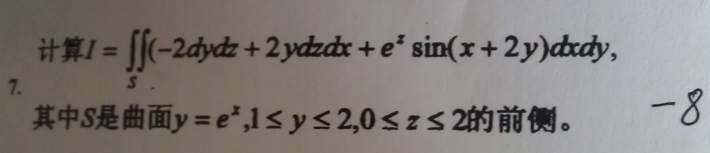 计算I = ∬(-2dydz + 2ydzdx + e^z sin(x + 2y)dxdy,
S
7.
其中S是曲面y = e^x,1 ≤ y ≤ 2,0 ≤ z ≤ 2的前侧。
-8